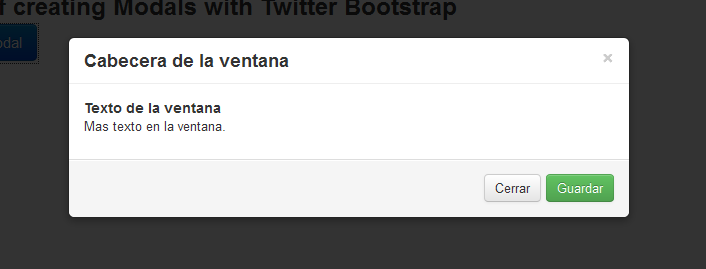 f creating Modals with Twitter Bootstrap
odal
Cabecera de la ventana
×
Texto de la ventana
Mas texto en la ventana.
Cerrar
Guardar